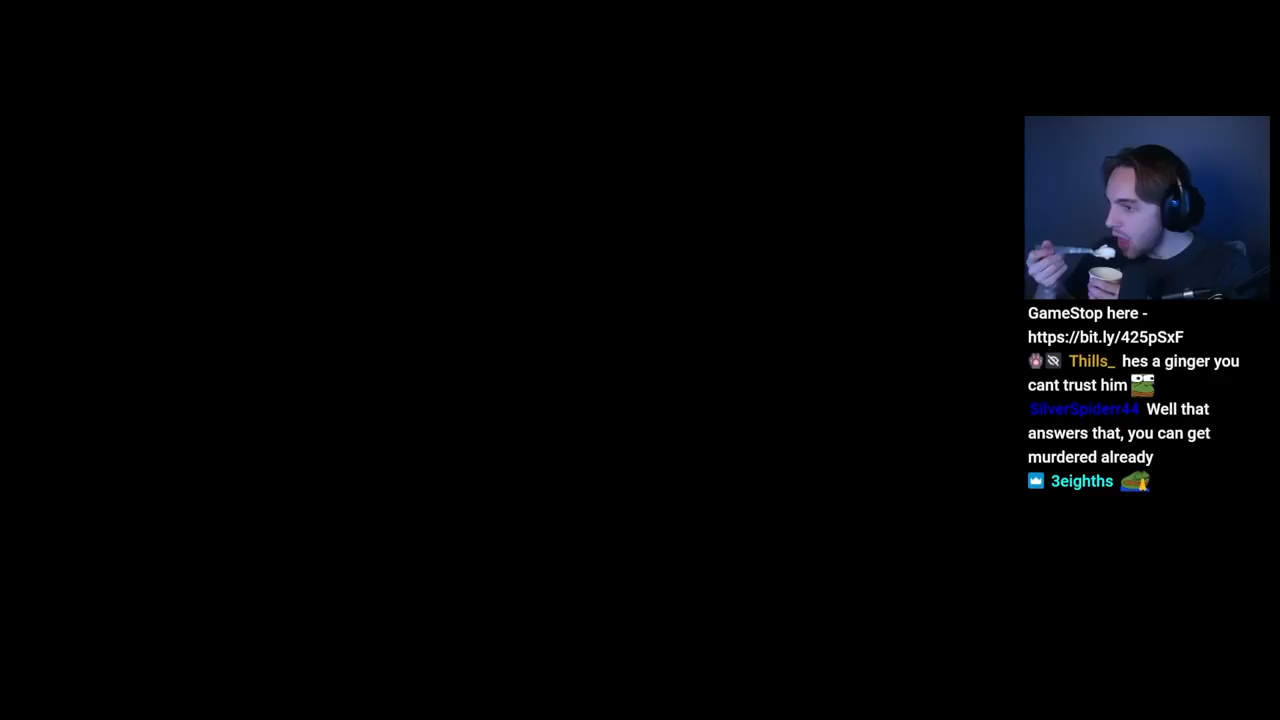 GameStop here -
https://bit.ly/425pSxF
Thills_ hes a ginger you
cant trust him
SilverSpiderr44 Well that
answers that, you can get
murdered already
3eighths